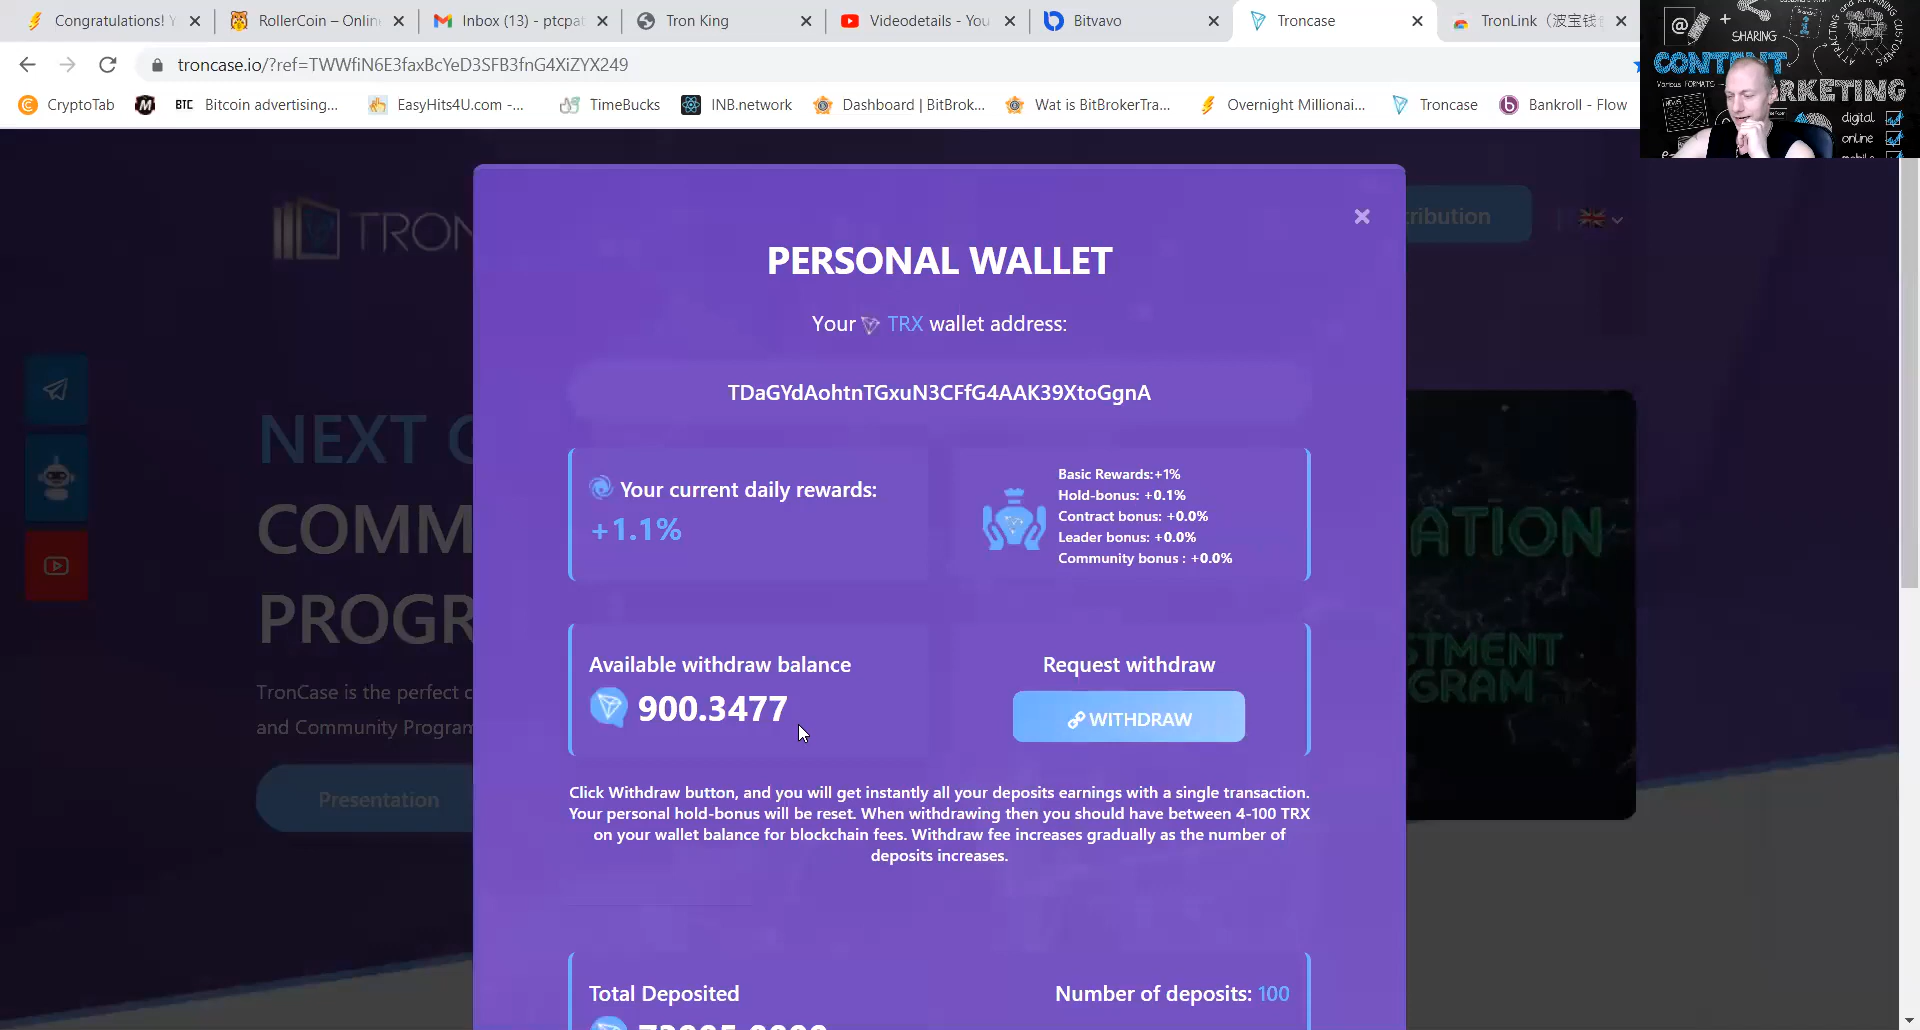 Congratulations! Y
RollerCoin – Onlin
Inbox (13) - ptcpat
Tron King
Videodetails - You
Bitvavo
Troncase
TronLink（波宝钱
troncase.io/?ref=TWWfiN6E3faxBcYeD3SFB3fnG4XiZYX249
CryptoTab
BTC Bitcoin advertising...
EasyHits4U.com -...
TimeBucks
INB.network
Dashboard | BitBrok...
Wat is BitBrokerTra...
Overnight Millionai...
Troncase
Bankroll - Flow
SHARING
CONTENT
MARKETING
VARIOUS FORMATS
digital
online
TRON
tribution
PERSONAL WALLET
Your TRX wallet address:
TDaGYdAohtnTGxuN3CFfG4AAK39XtoGgnA
Your current daily rewards:
+1.1%
Basic Rewards:+1%
Hold-bonus: +0.1%
Contract bonus: +0.0%
Leader bonus: +0.0%
Community bonus : +0.0%
NEXT G
COMM
PROGR
TronCase is the perfect c
and Community Program
Presentation
ATION
STMENT
GRAM
Available withdraw balance
900.3477
Request withdraw
WITHDRAW
Click Withdraw button, and you will get instantly all your deposits earnings with a single transaction.
Your personal hold-bonus will be reset. When withdrawing then you should have between 4-100 TRX
on your wallet balance for blockchain fees. Withdraw fee increases gradually as the number of
deposits increases.
Total Deposited
Number of deposits: 100